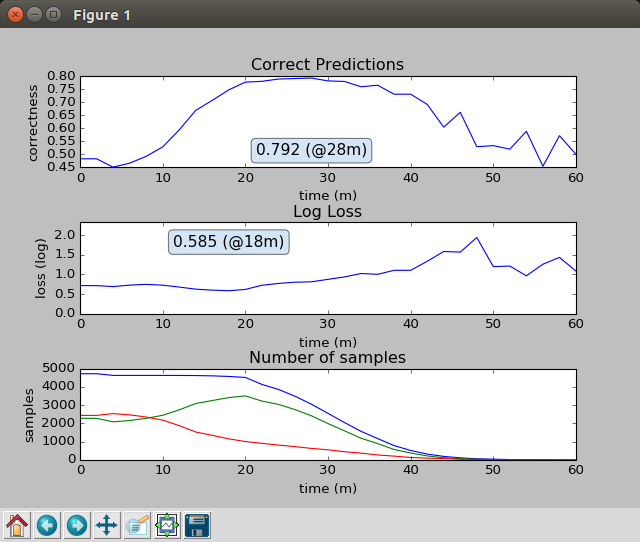 Figure 1
Correct Predictions
correctness
0.80
0.75
0.70
0.65
0.60
0.55
0.50
0.45
0.792 (@28m)
0 10 20 30 40 50 60
time (m)
Log Loss
loss (log)
2.0
1.5
1.0
0.5
0.0
0.585 (@18m)
0 10 20 30 40 50 60
time (m)
Number of samples
samples
5000
4000
3000
2000
1000
0
0 10 20 30 40 50 60
time (m)